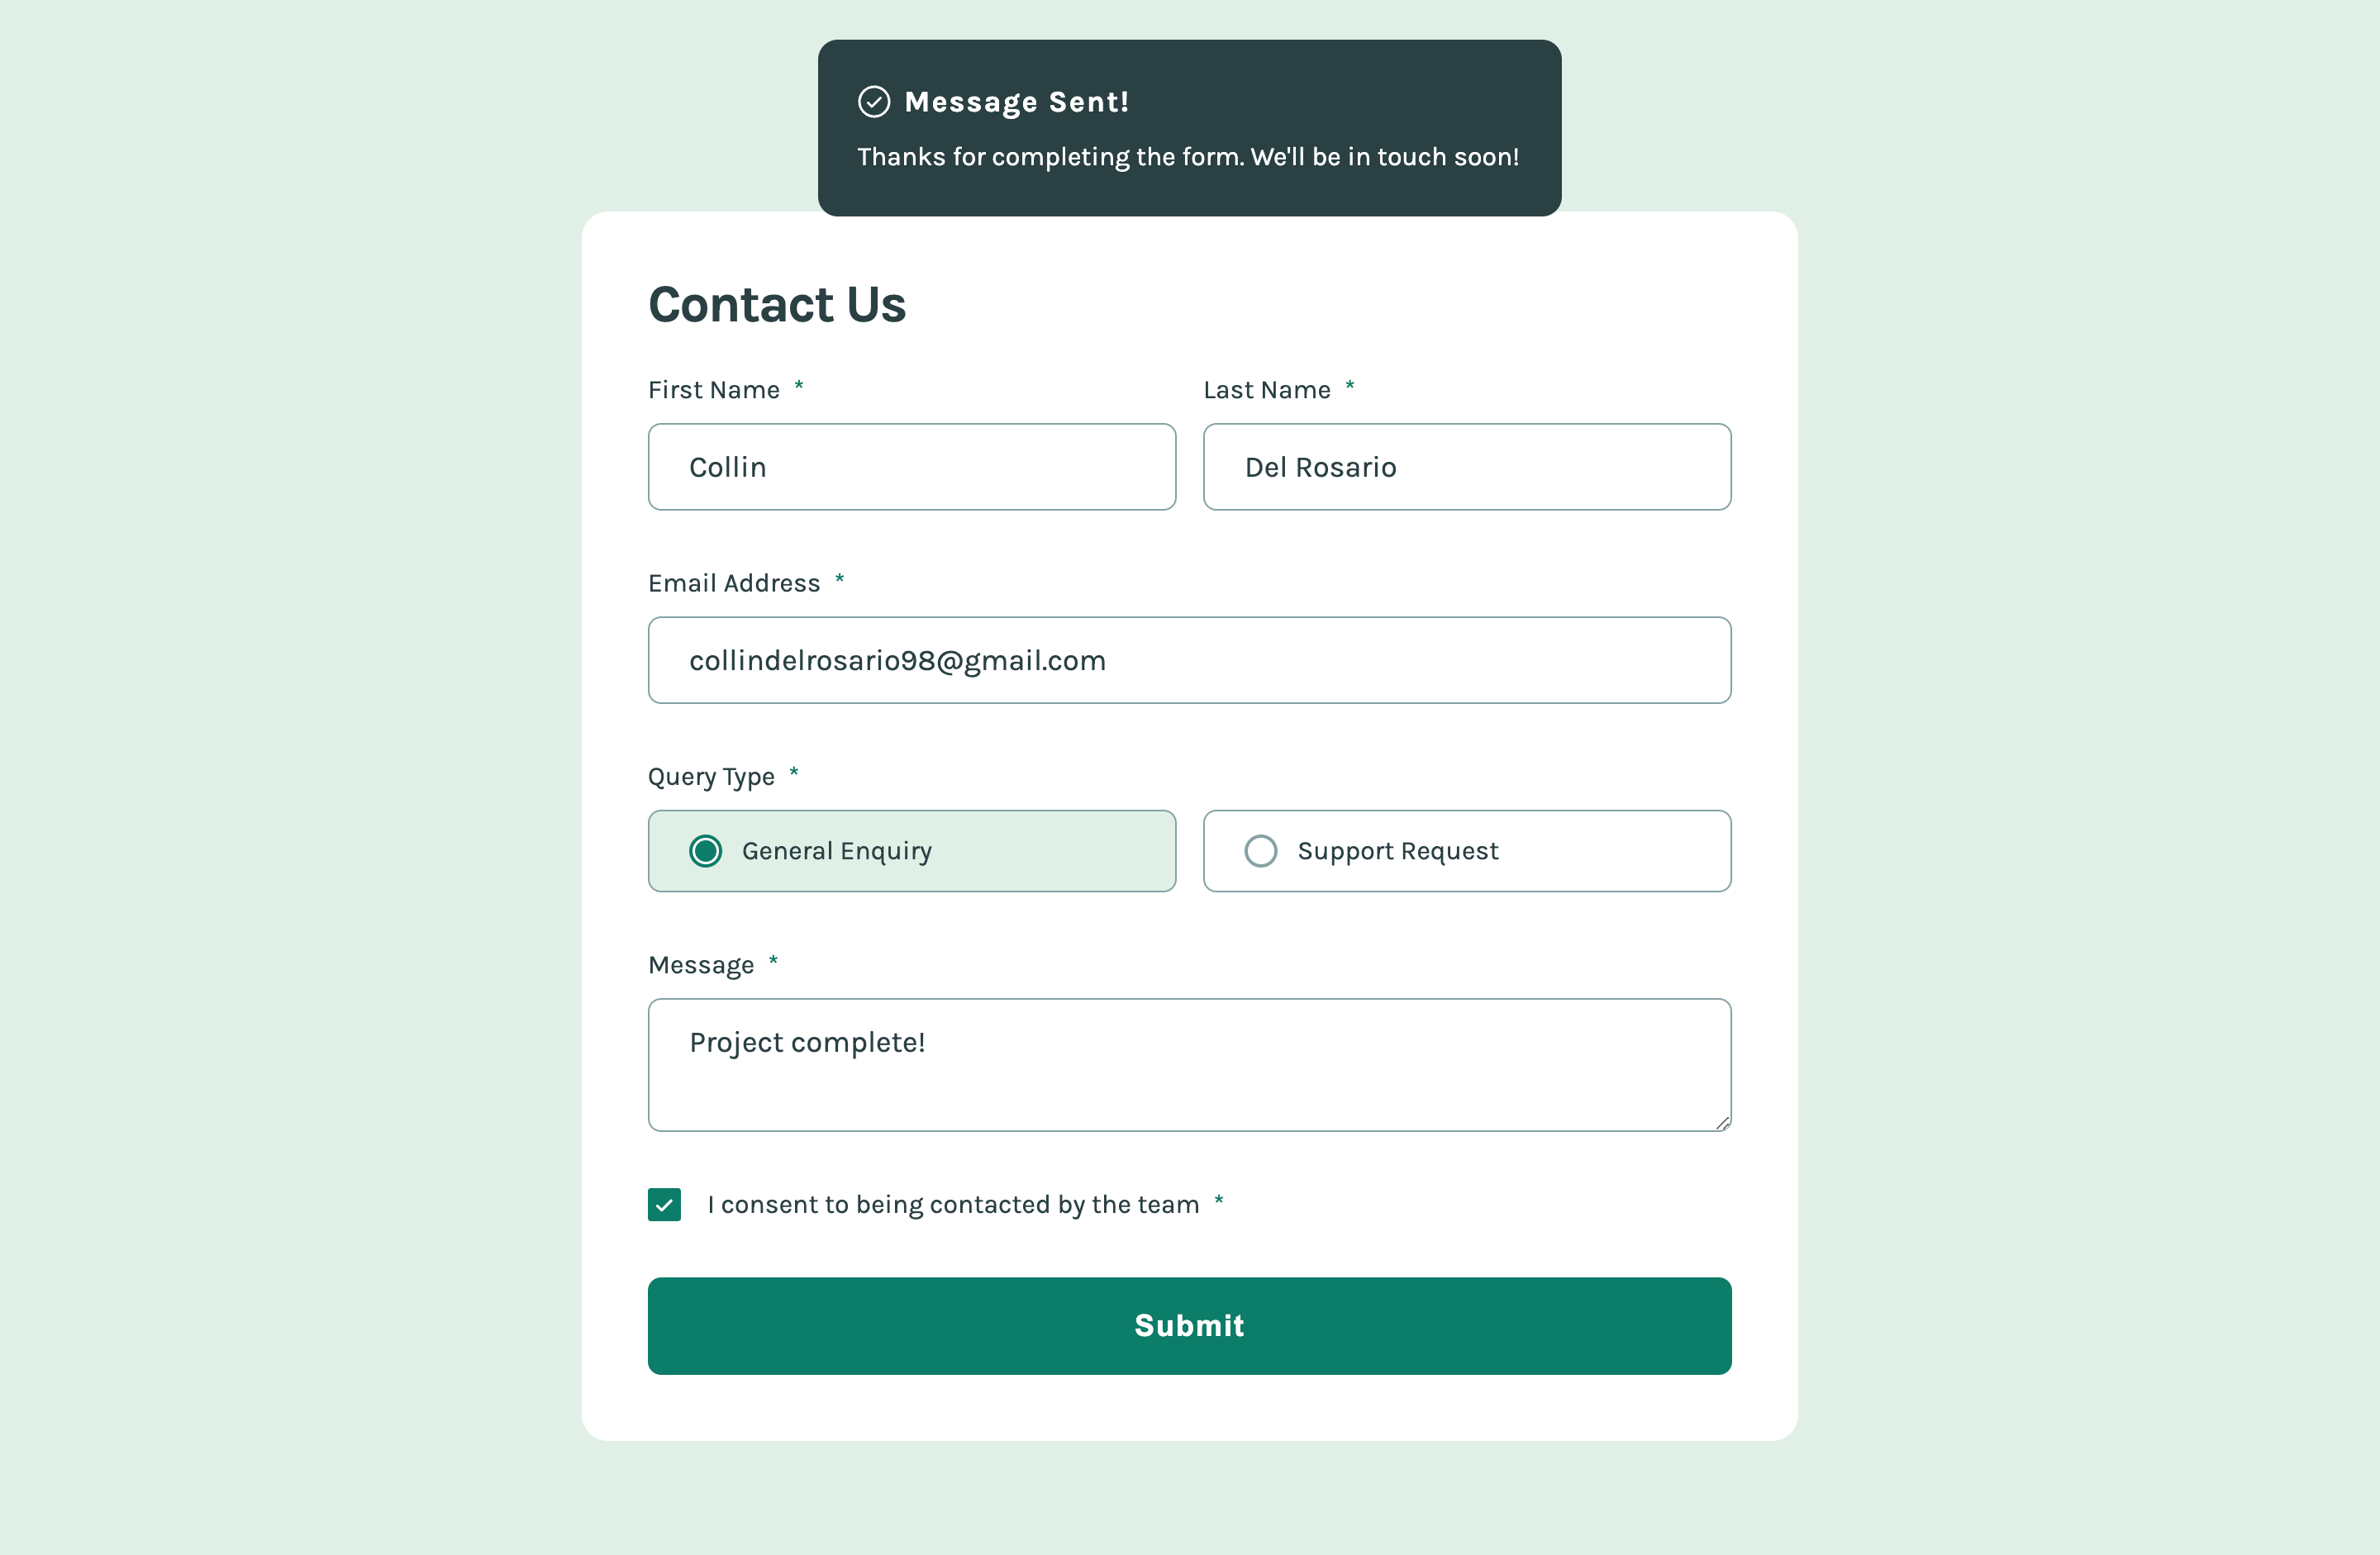 Message Sent!
Thanks for completing the form. We'll be in touch soon!
Contact Us
First Name *
Last Name *
Collin
Del Rosario
Email Address *
collindelrosario98@gmail.com
Query Type *
General Enquiry
Support Request
Message *
Project complete!
I consent to being contacted by the team *
Submit